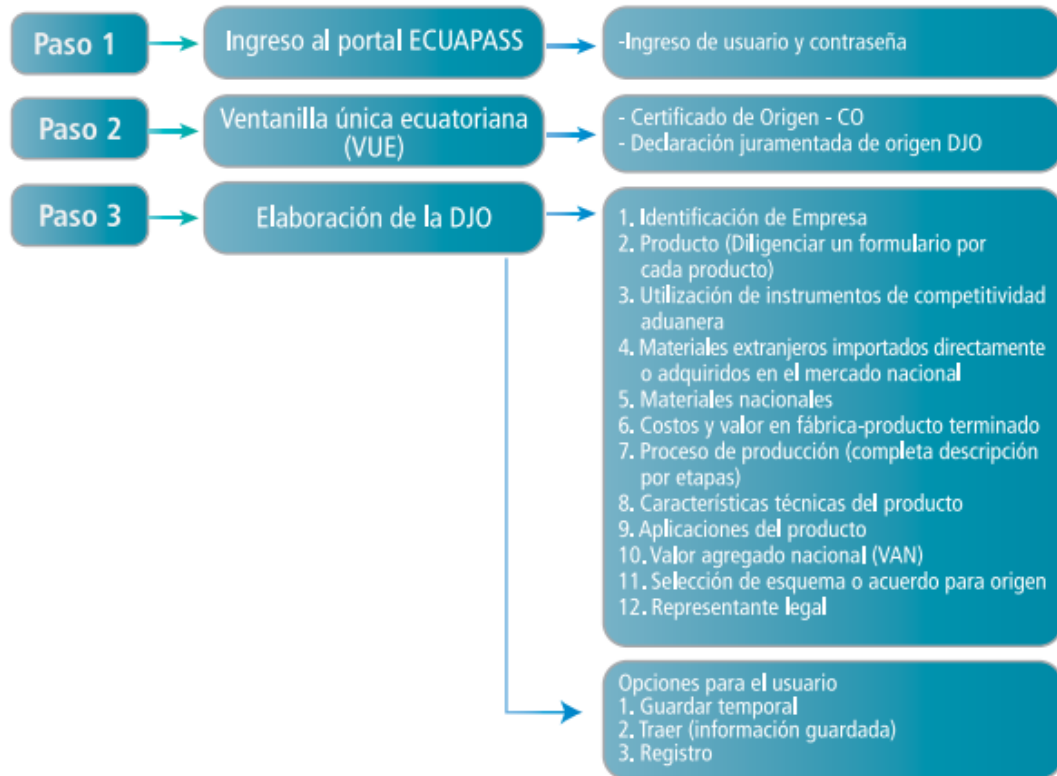 Paso 1
Ingreso al portal ECUAPASS
-Ingreso de usuario y contraseña
Paso 2
Ventanilla única ecuatoriana
(VUE)
- Certificado de Origen - CO
- Declaración juramentada de origen DJO
Paso 3
Elaboración de la DJO
1. Identificación de Empresa
2. Producto (Diligenciar un formulario por
cada producto)
3. Utilización de instrumentos de competitividad
aduanera
4. Materiales extranjeros importados directamente
o adquiridos en el mercado nacional
5. Materiales nacionales
6. Costos y valor en fábrica-producto terminado
7. Proceso de producción (completa descripción
por etapas)
8. Características técnicas del producto
9. Aplicaciones del producto
10. Valor agregado nacional (VAN)
11. Selección de esquema o acuerdo para origen
12. Representante legal
Opciones para el usuario
1. Guardar temporal
2. Traer (información guardada)
3. Registro